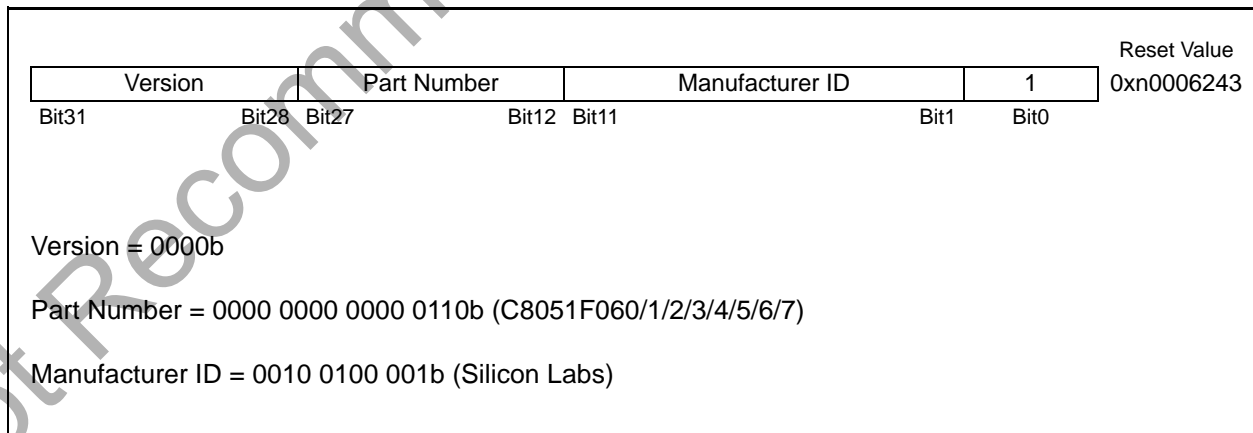 Reset Value
Version Part Number Manufacturer ID 1 0xn0006243
Bit31 Bit28 Bit27 Bit12 Bit11 Bit1 Bit0
Version = 0000b
Part Number = 0000 0000 0000 0110b (C8051F060/1/2/3/4/5/6/7)
Manufacturer ID = 0010 0100 001b (Silicon Labs)